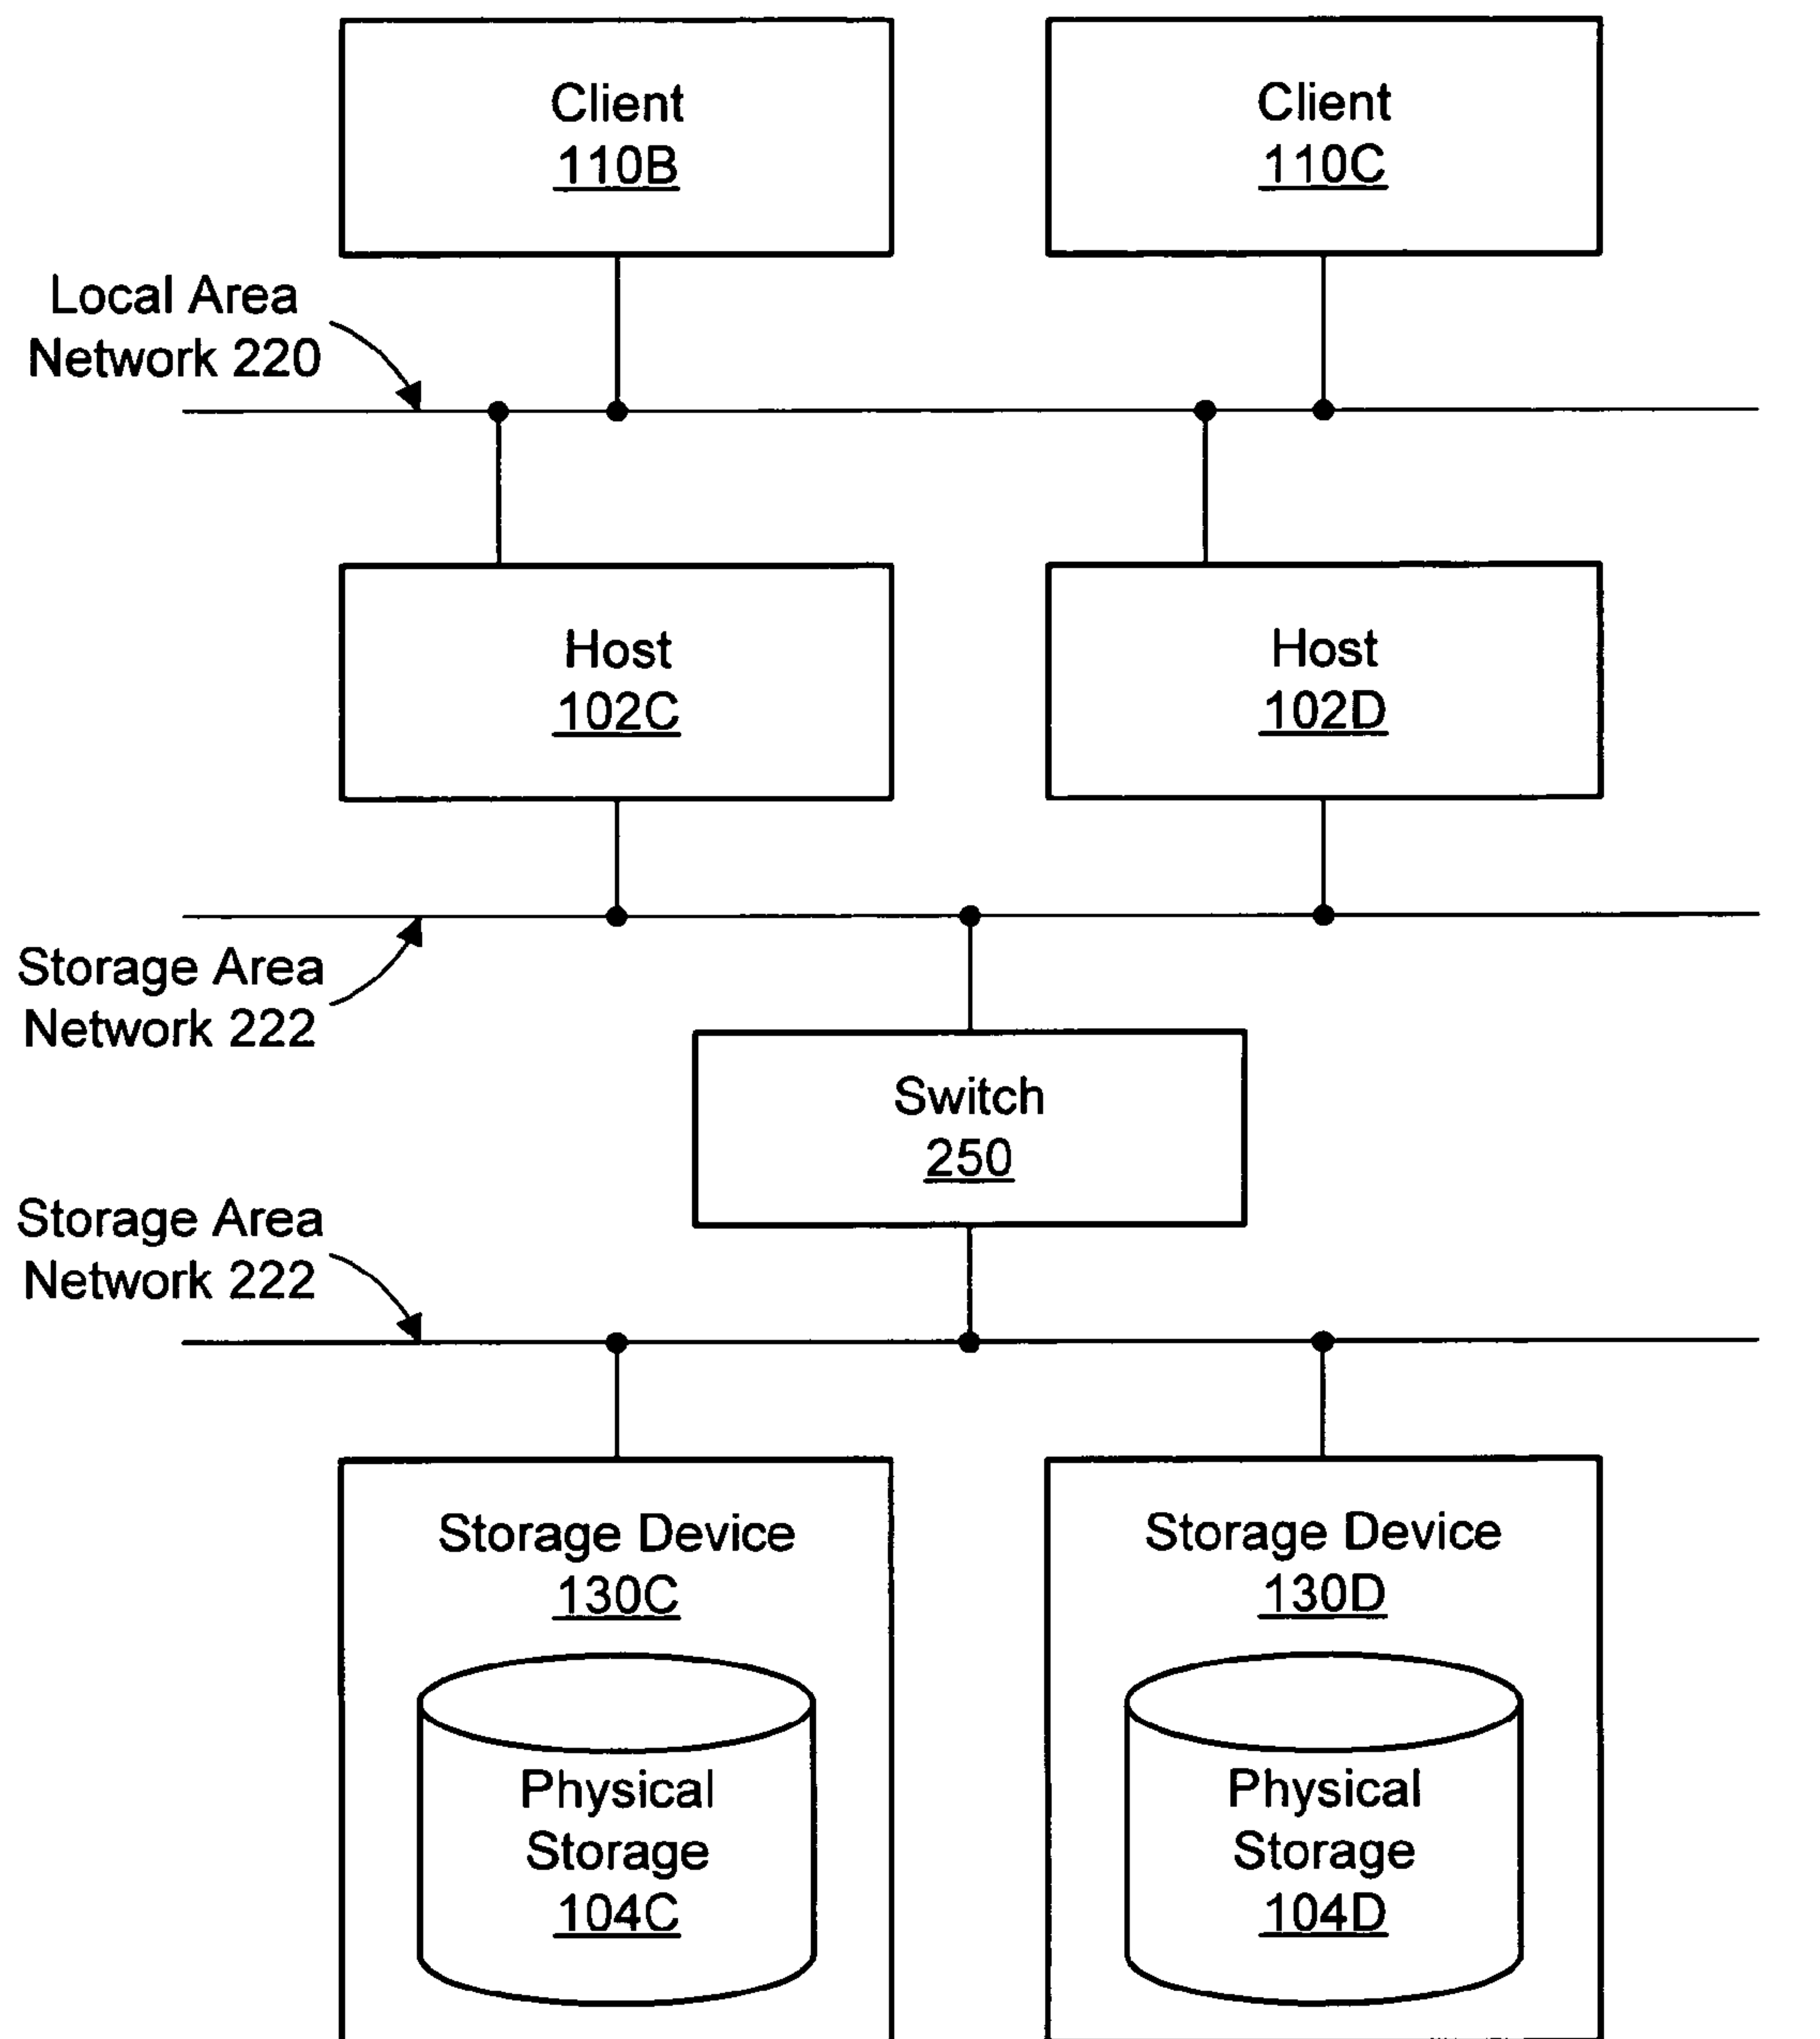 Client
110B
Client
110C
Local Area
Network 220
Host
102C
Host
102D
Storage Area
Network 222
Switch
250
Storage Area
Network 222
Storage Device
130C
Storage Device
130D
Physical
Storage
104C
Physical
Storage
104D